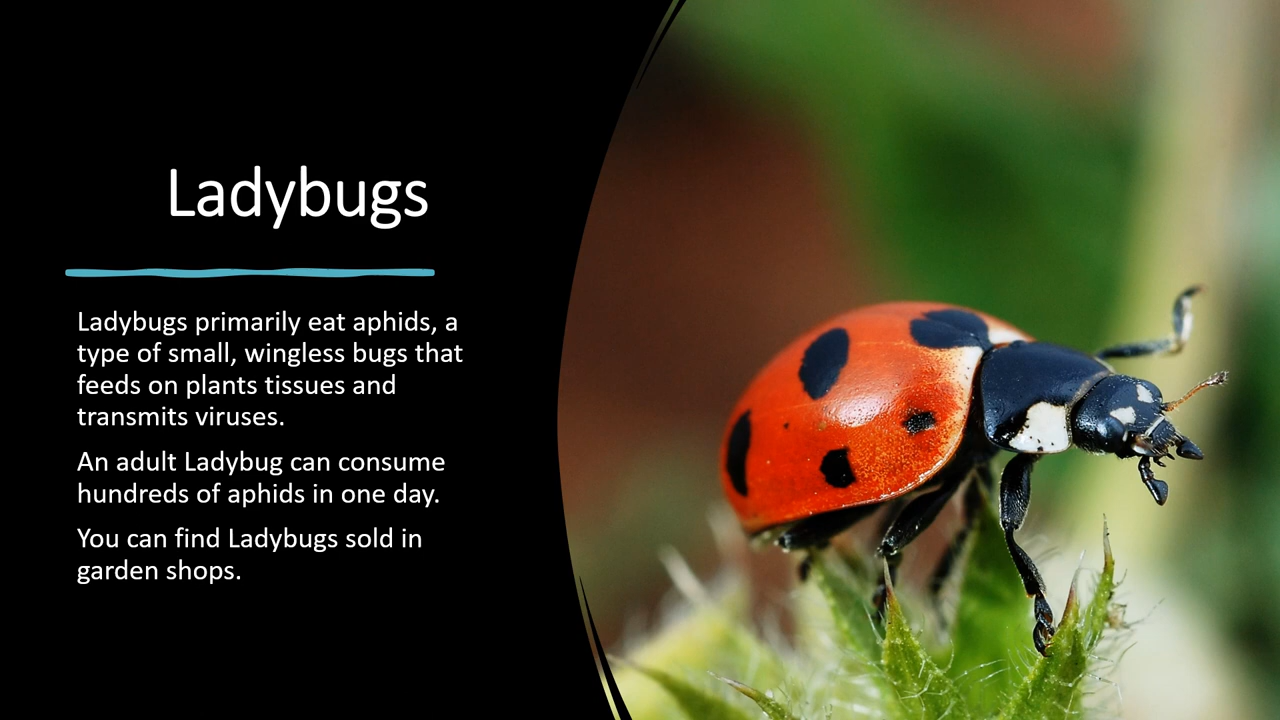 Ladybugs
Ladybugs primarily eat aphids, a
type of small, wingless bugs that
feeds on plants tissues and
transmits viruses.
An adult Ladybug can consume
hundreds of aphids in one day.
You can find Ladybugs sold in
garden shops.